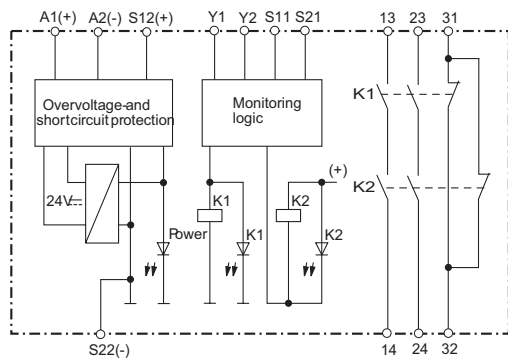 A1(+) A2(-) S12(+) Y1 Y2 S11 S21 13 23 31
Overvoltage-and
shortcircuit protection
Monitoring
logic
K1
K2
24V
(+)
K1
K2
Power
K1
K2
S22(-)
14 24 32